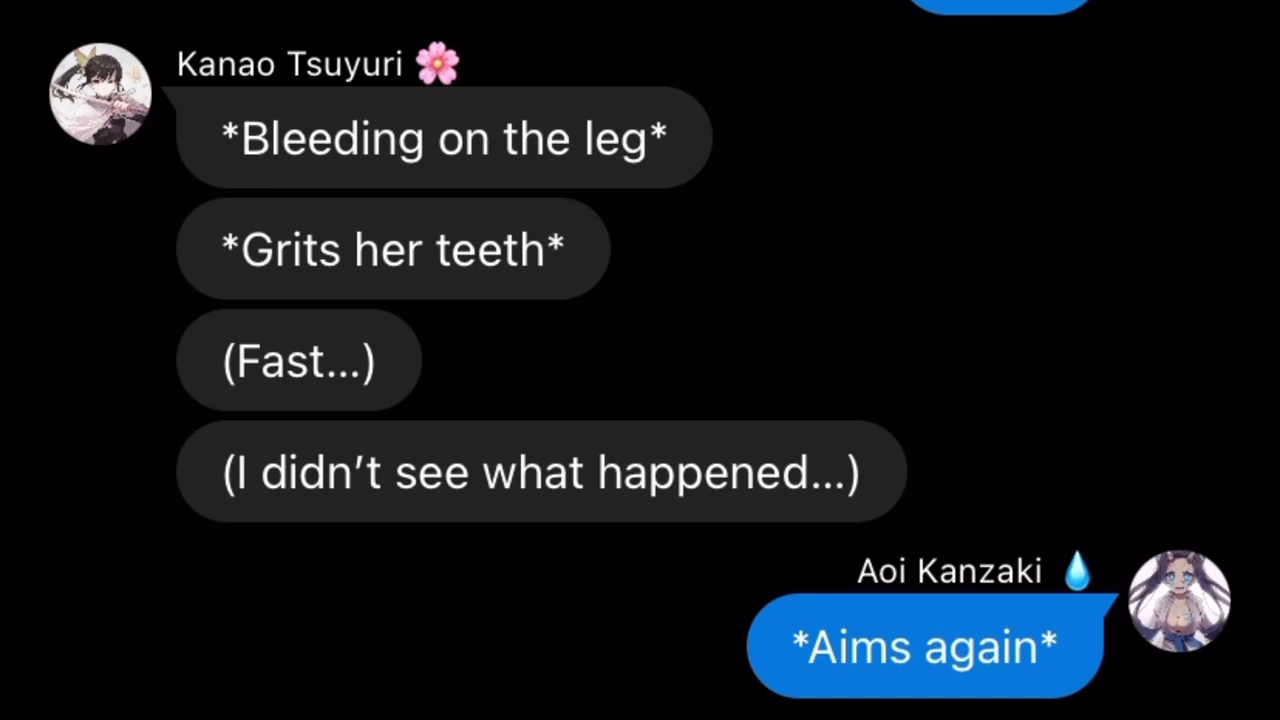 Kanao Tsuyuri 🌸
*Bleeding on the leg*
*Grits her teeth*
(Fast...)
(I didn’t see what happened...)
Aoi Kanzaki 💧
*Aims again*